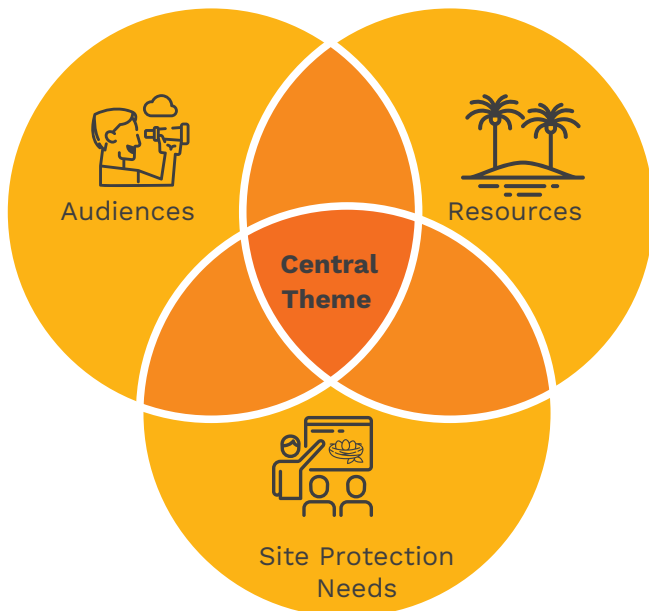 Audiences
Resources
Central
Theme
Site Protection
Needs